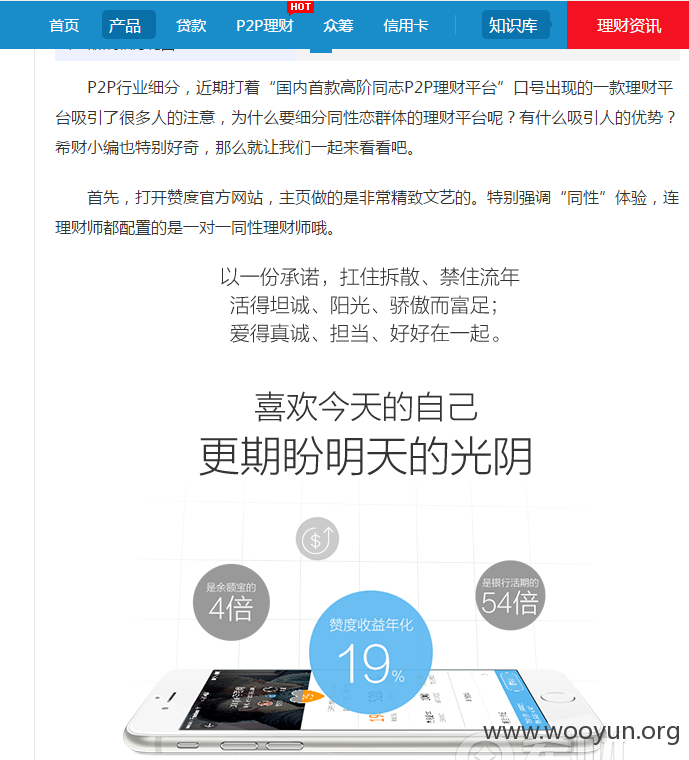 HOT
首页 产品 贷款 P2P理财 众筹 信用卡 知识库 理财资讯
P2P行业细分，近期打着“国内首款高阶同志P2P理财平台”口号出现的一款理财平
台吸引了很多人的注意，为什么要细分同性恋群体的理财平台呢？有什么吸引人的优势？
希财小编也特别好奇，那么就让我们一起来看看吧。
首先，打开赞度官方网站，主页做的是非常精致文艺的。特别强调“同性”体验，连
理财师都配置的是一对一同性理财师哦。
以一份承诺，扛住拆散、禁住流年
活得坦诚、阳光、骄傲而富足；
爱得真诚、担当、好好在一起。
喜欢今天的自己
更期盼明天的光阴
$
是余额宝的
4倍
是银行活期的
54倍
赞度收益年化
19%
www.wooyun.org